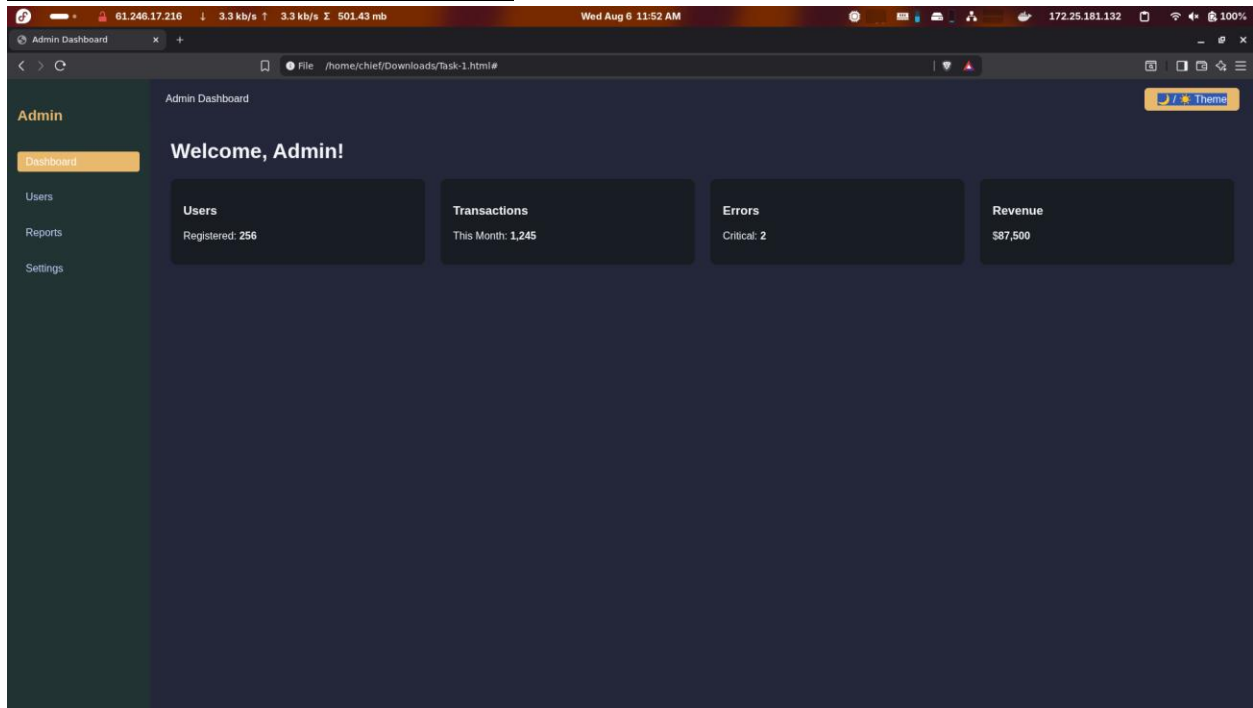 61.246.17.216 ↓ 3.3 kb/s ↑ 3.3 kb/s Σ 501.43 mb Wed Aug 6 11:52 AM 172.25.181.132 100%
Admin Dashboard × +
File /home/chief/Downloads/Task-1.html#
Admin
Dashboard
Users
Reports
Settings
Admin Dashboard
🌙 / ☀️ Theme
Welcome, Admin!
Users
Registered: 256
Transactions
This Month: 1,245
Errors
Critical: 2
Revenue
$87,500